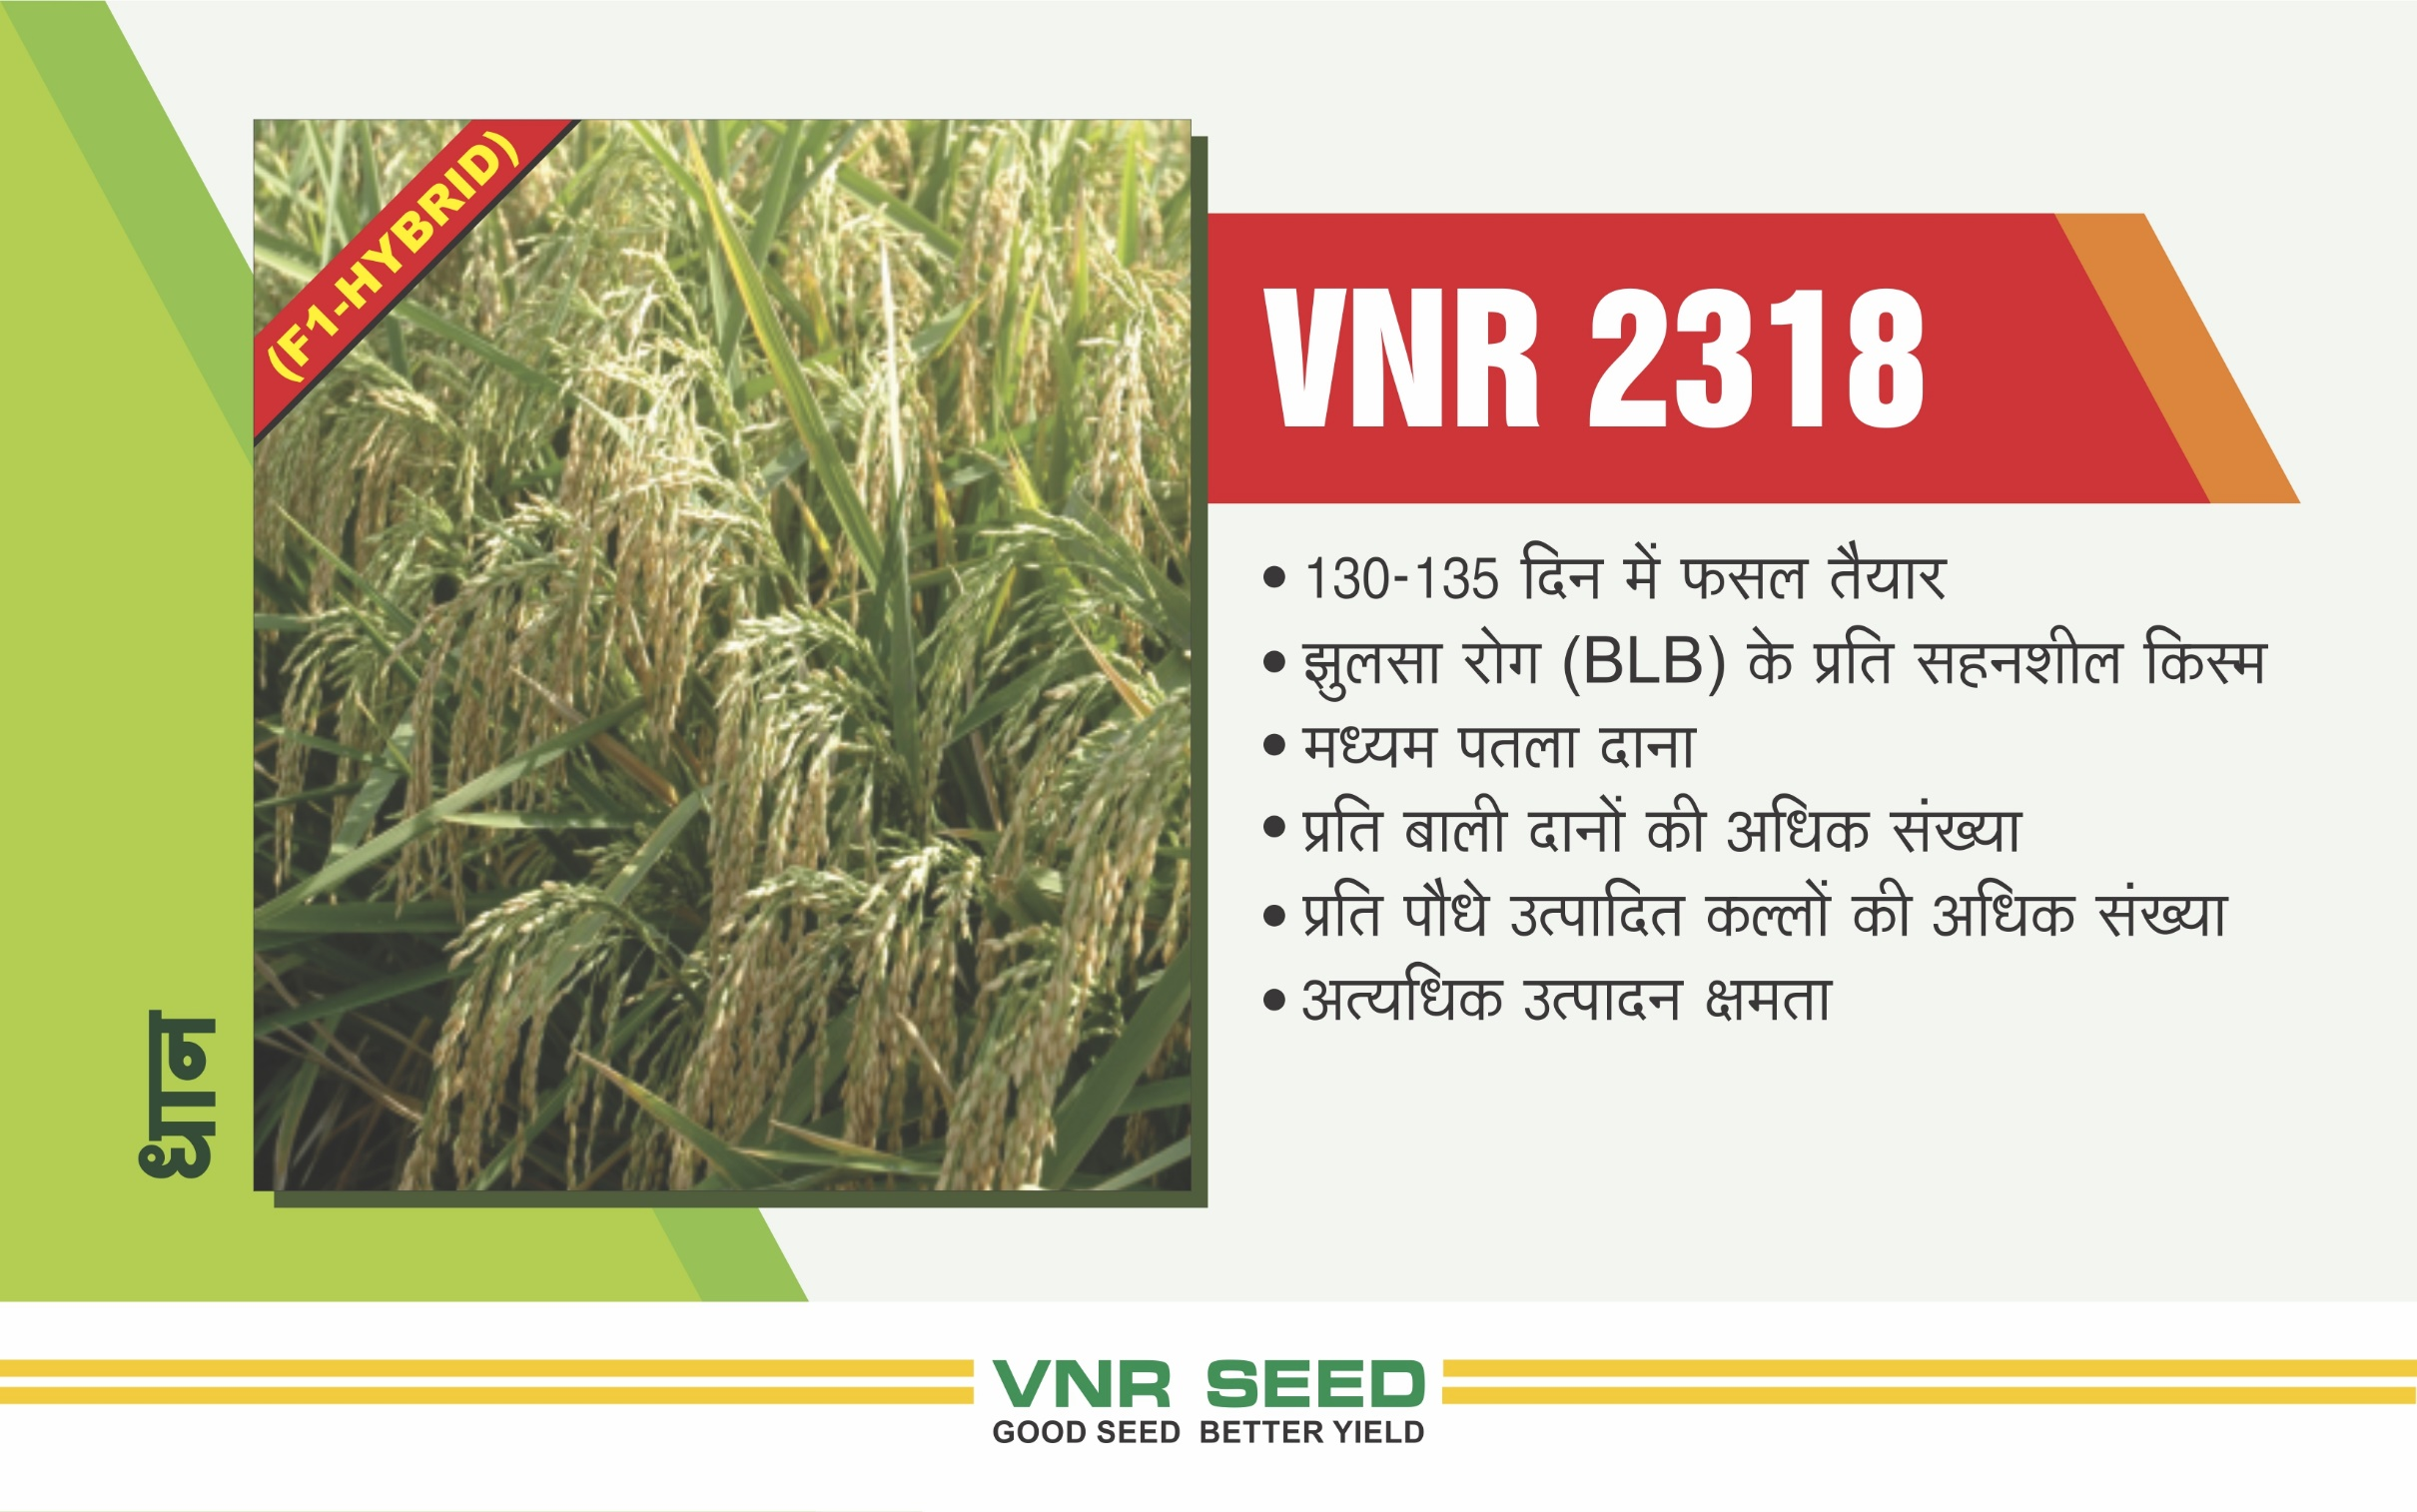 (F1-HYBRID)
VNR 2318
• 130-135 दिन में फसल तैयार
• झुलसा रोग (BLB) के प्रति सहनशील किस्म
• मध्यम पतला दाना
• प्रति बाली दानों की अधिक संख्या
• प्रति पौधे उत्पादित कल्लों की अधिक संख्या
• अत्याधिक उत्पादन क्षमता
धान
VNR SEED
GOOD SEED BETTER YIELD